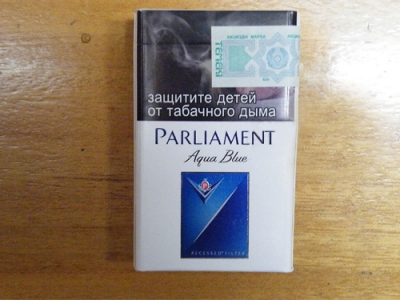 защитите детей
от табачного дыма
PARLIAMENT
Aqua Blue
P
RECESSED FILTER